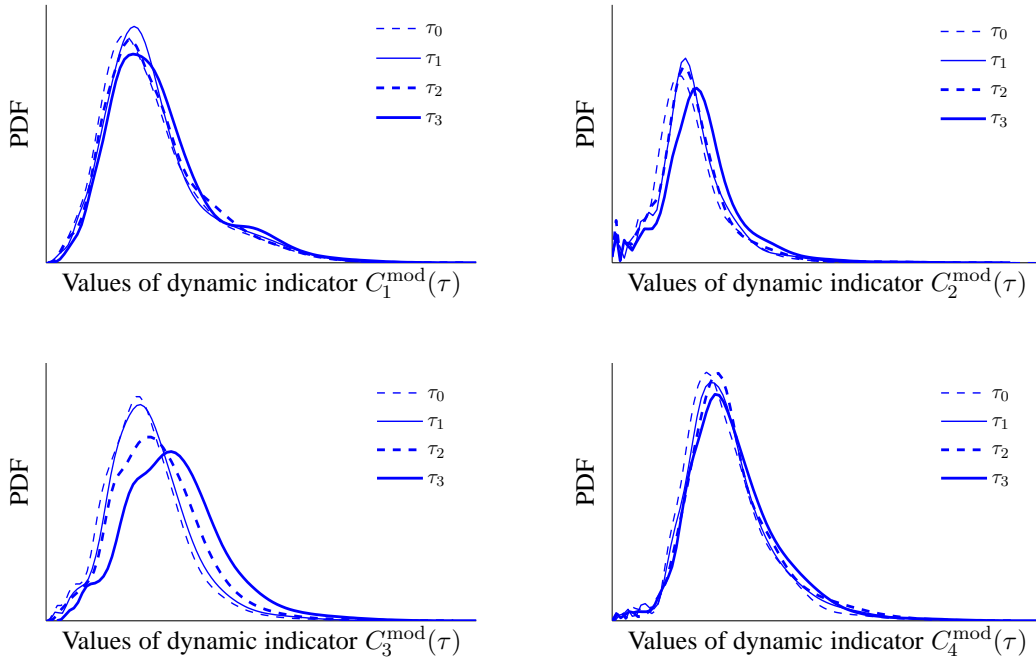 PDF
τ₀
τ₁
τ₂
τ₃
Values of dynamic indicator C₁ᵐᵒᵈ(τ)
PDF
τ₀
τ₁
τ₂
τ₃
Values of dynamic indicator C₂ᵐᵒᵈ(τ)
PDF
τ₀
τ₁
τ₂
τ₃
Values of dynamic indicator C₃ᵐᵒᵈ(τ)
PDF
τ₀
τ₁
τ₂
τ₃
Values of dynamic indicator C₄ᵐᵒᵈ(τ)